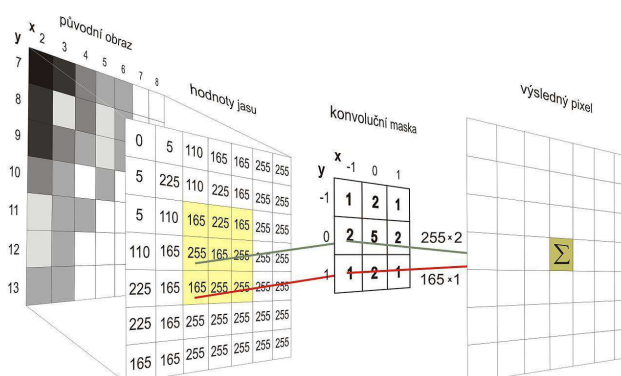 původní obraz
x 2 3 4 5 6 7 8
y
7
8
9
10
11
12
13
hodnoty jasu
0 5 110 165 165 255 255
5 225 110 225 165 255 255
5 110 165 225 165
110 165 255 165 255 255 255
225 165 165 255 255 255 255
225 165 255 255 255 255 255
165 165 255 255 255 255 255
konvoluční maska
x -1 0 1
y
-1 1 2 1
0 2 5 2
1 1 2 1
255×2
165×1
výsledný pixel
Σ